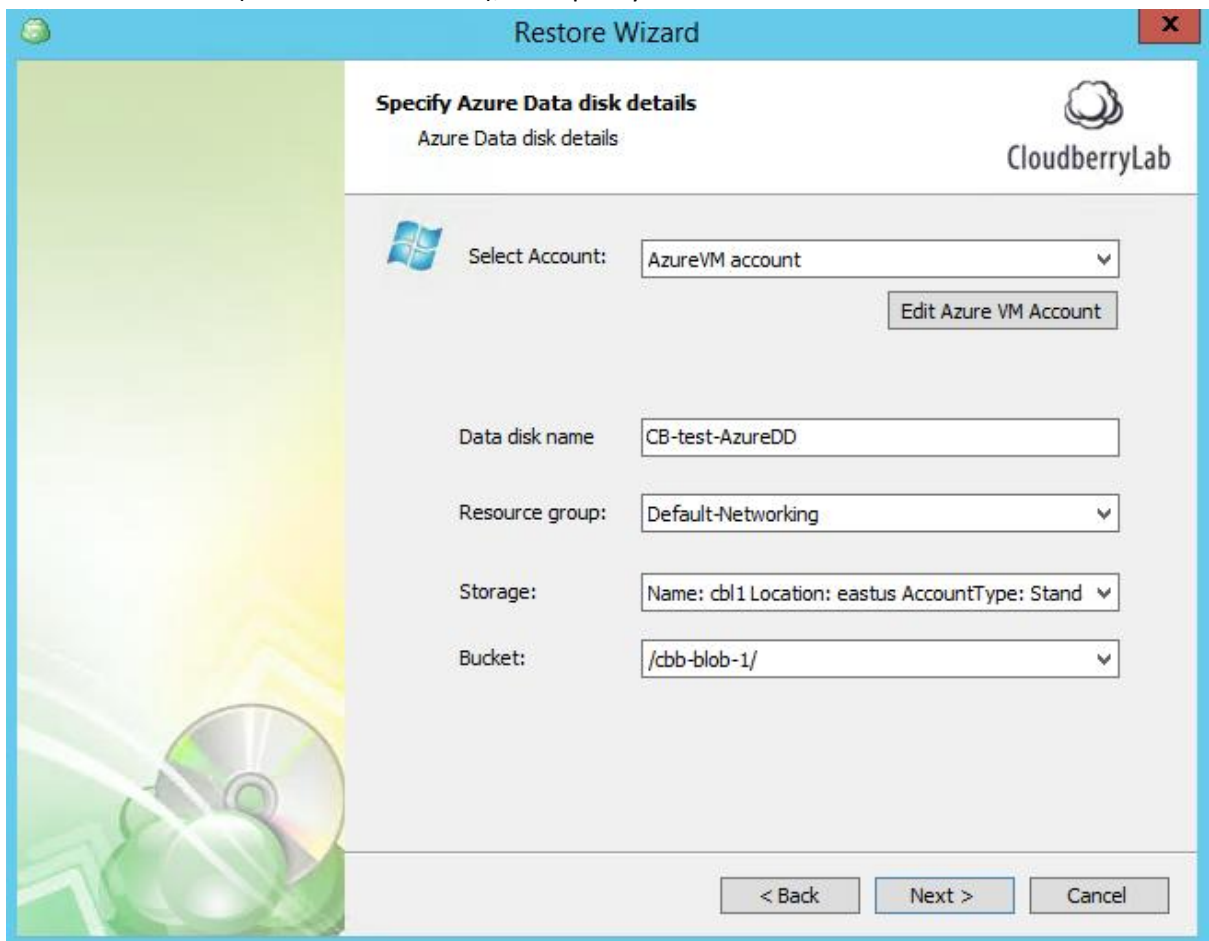 Restore Wizard
x
Specify Azure Data disk details
Azure Data disk details
CloudberryLab
Select Account: AzureVM account
Edit Azure VM Account
Data disk name CB-test-AzureDD
Resource group: Default-Networking
Storage: Name: cbl1 Location: eastus AccountType: Stand
Bucket: /cbb-blob-1/
< Back Next > Cancel